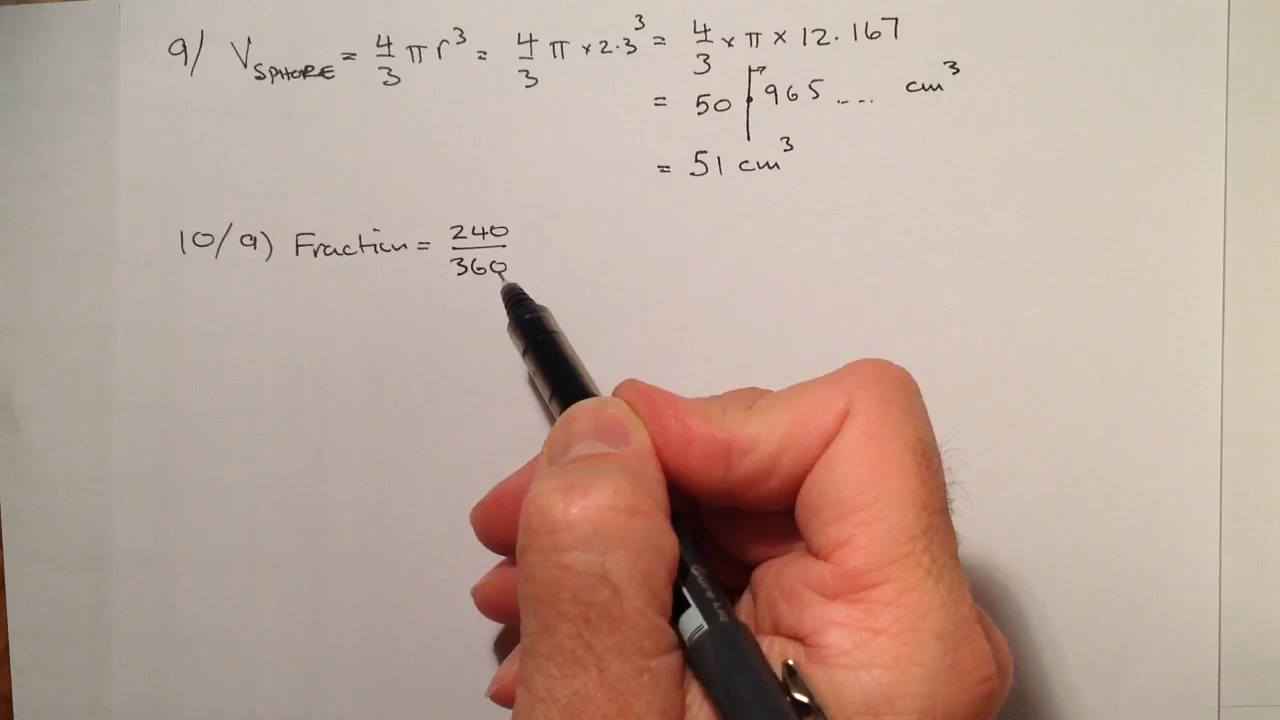 9/ V SPHERE = 4/3 π r³ = 4/3 π × 2.3³ = 4/3 × π × 12.167
= 50.965 .... cm³
= 51 cm³
10/a) Fraction = 240/360